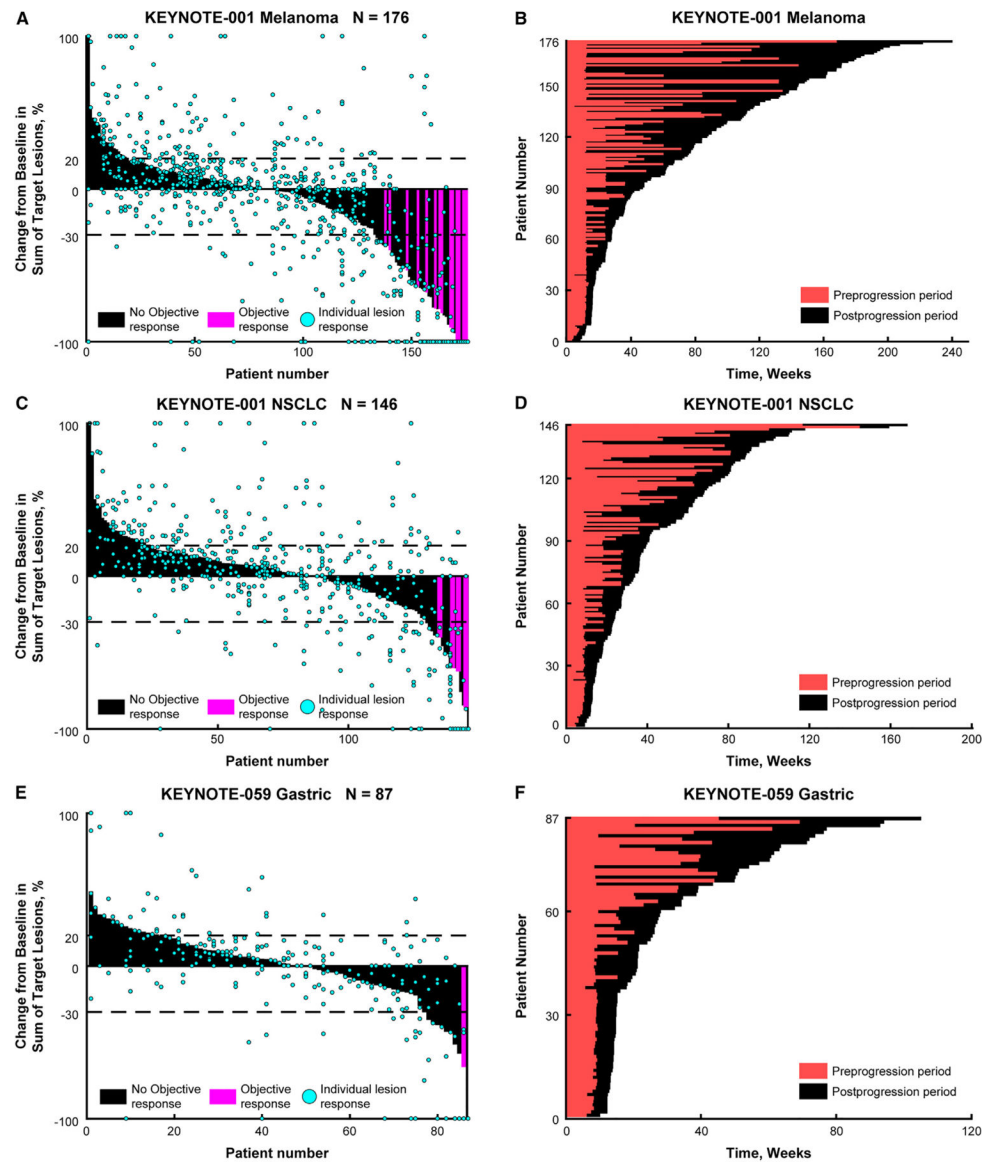 A
KEYNOTE-001 Melanoma N = 176
100
20
0
-30
-100
Change from Baseline in
Sum of Target Lesions, %
No Objective
response
Objective
response
Individual lesion
response
0
50
100
150
Patient number
B
KEYNOTE-001 Melanoma
176
150
120
90
60
30
0
Patient Number
Preprogression period
Postprogression period
0
40
80
120
160
200
240
Time, Weeks
C
KEYNOTE-001 NSCLC N = 146
100
20
0
-30
-100
Change from Baseline in
Sum of Target Lesions, %
No Objective
response
Objective
response
Individual lesion
response
0
50
100
Patient number
D
KEYNOTE-001 NSCLC
146
120
90
60
30
0
Patient Number
Preprogression period
Postprogression period
0
40
80
120
160
200
Time, Weeks
E
KEYNOTE-059 Gastric N = 87
100
20
0
-30
-100
Change from Baseline in
Sum of Target Lesions, %
No Objective
response
Objective
response
Individual lesion
response
0
20
40
60
80
Patient number
F
KEYNOTE-059 Gastric
87
60
30
0
Patient Number
Preprogression period
Postprogression period
0
40
80
120
Time, Weeks